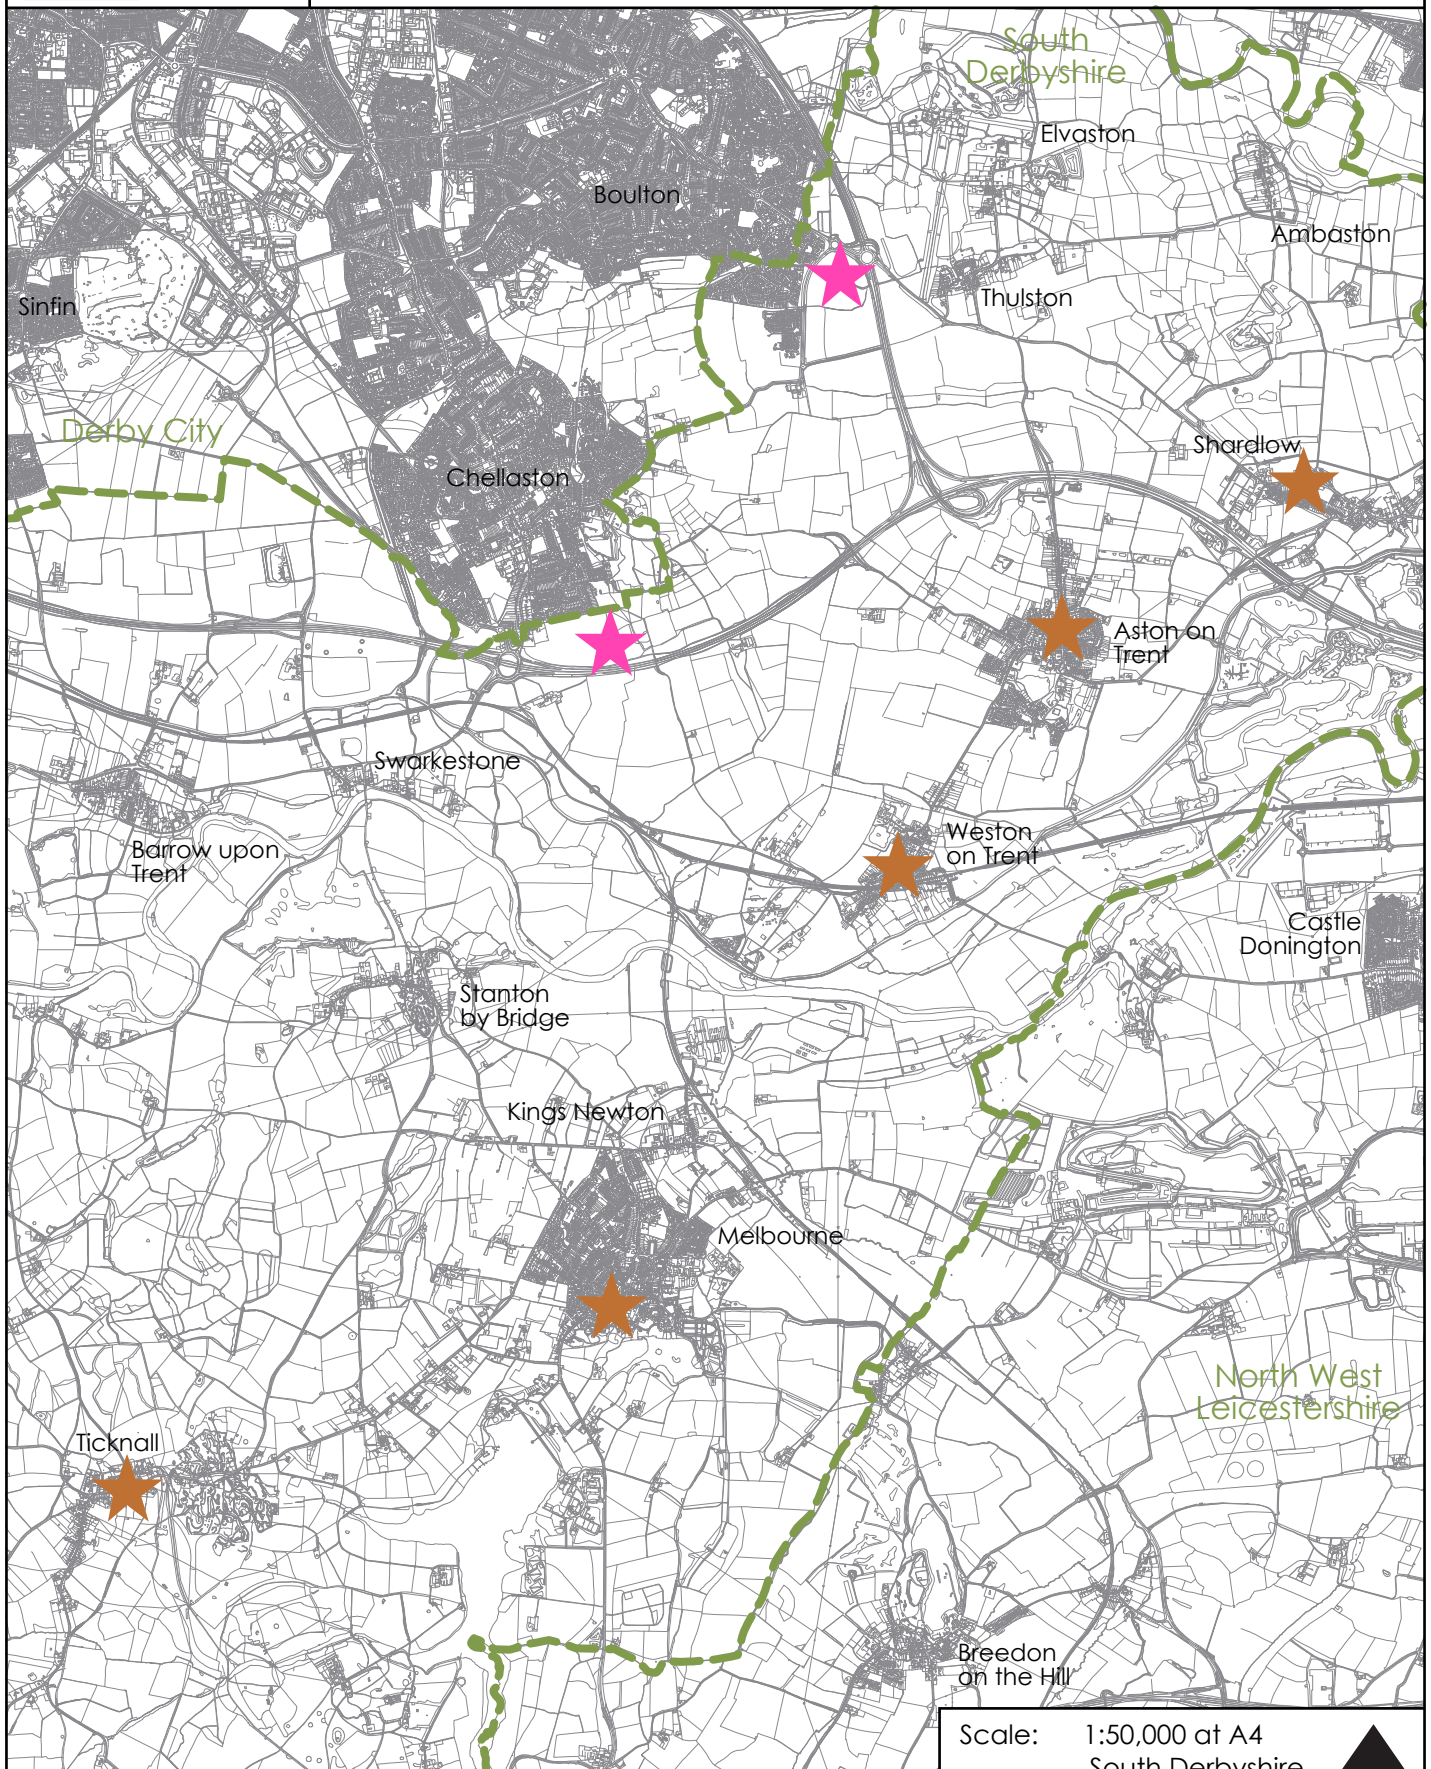 South
Derbyshire
Elvaston
Boulton
Ambaston
Sinfin
Thulston
Derby City
Shardlow
Chellaston
Aston on
Trent
Swarkestone
Weston
on Trent
Barrow upon
Trent
Castle
Donington
Stanton
by Bridge
Kings Newton
Melbourne
North West
Leicestershire
Ticknall
Breedon
on the Hill
Scale: 1:50,000 at A4
South Derbyshire